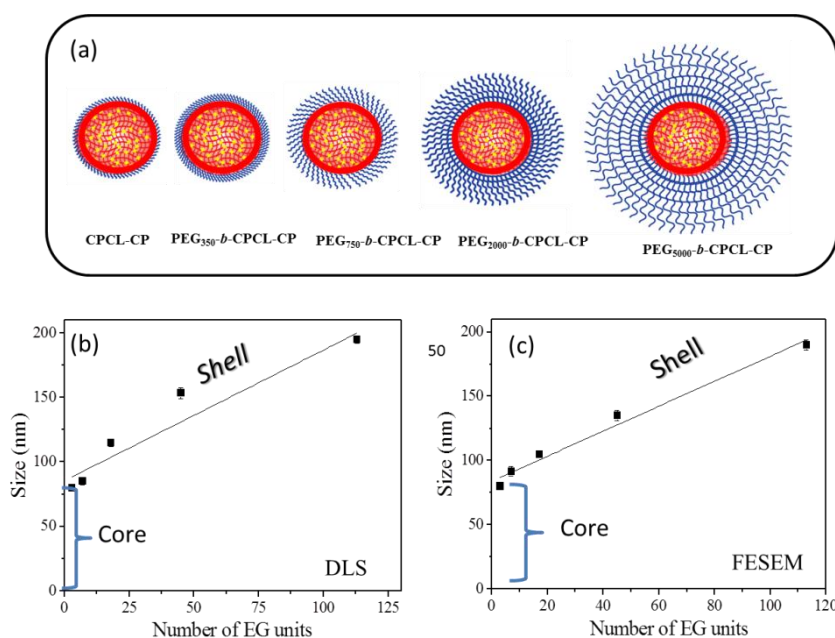 (a)
CPCL-CP PEG350-b-CPCL-CP PEG750-b-CPCL-CP PEG2000-b-CPCL-CP PEG5000-b-CPCL-CP
(b)
Shell
Core
DLS
Size (nm)
200
150
100
50
0
0 25 50 75 100 125
Number of EG units
50
(c)
Shell
Core
FESEM
Size (nm)
200
150
100
50
0
0 20 40 60 80 100 120
Number of EG units